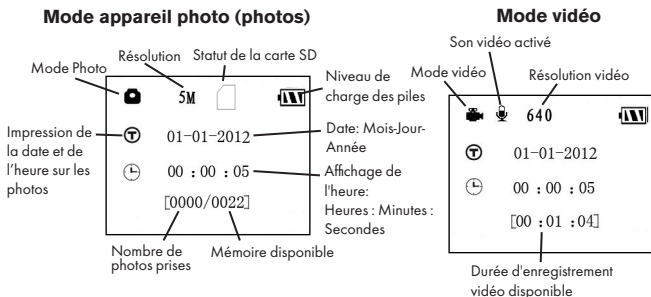 Mode appareil photo (photos)
Mode Photo
Résolution
Statut de la carte SD
5M
Niveau de
charge des piles
Impression de
la date et de
l'heure sur les
photos
T
01-01-2012
Date: Mois-Jour-
Année
00 : 00 : 05
Affichage de
l'heure:
Heures : Minutes :
Secondes
[0000/0022]
Nombre de
photos prises
Mémoire disponible
Mode vidéo
Son vidéo activé
Mode vidéo
Résolution vidéo
640
T
01-01-2012
00 : 00 : 05
[00 :01 :04]
Durée d'enregistrement
vidéo disponible